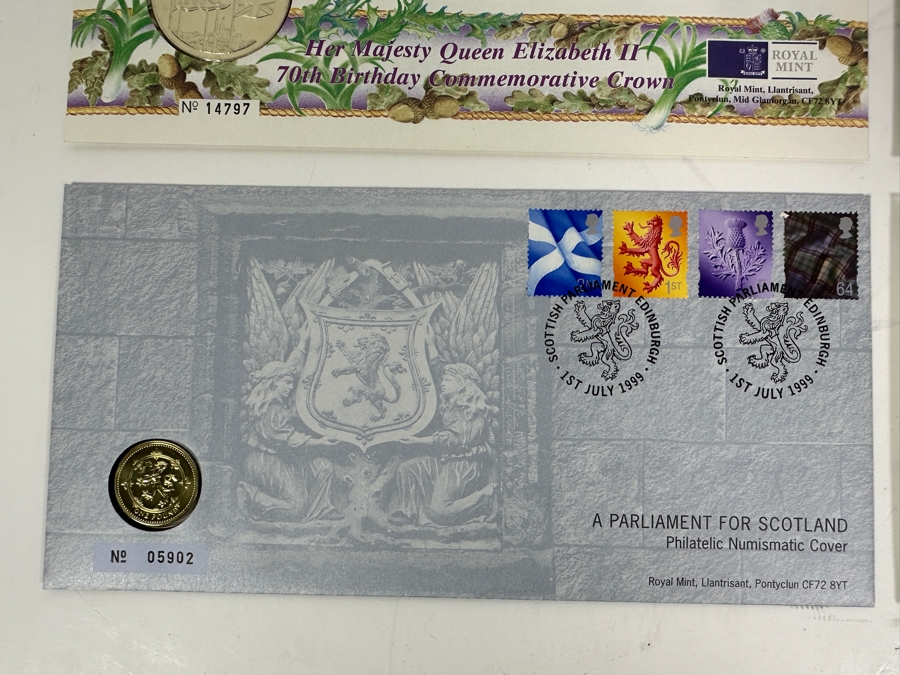 Her Majesty Queen Elizabeth II
70th Birthday Commemorative Crown
ROYAL
MINT
Royal Mint, Llantrisant,
Pontyclun, Mid Glamorgan, CF72 8YT
Nº 14797
1ST
64
SCOTTISH PARLIAMENT EDINBURGH
· 1ST JULY 1999 ·
SCOTTISH PARLIAMENT EDINBURGH
· 1ST JULY 1999 ·
ONE POUND
Nº 05902
A PARLIAMENT FOR SCOTLAND
Philatelic Numismatic Cover
Royal Mint, Llantrisant, Pontyclun CF72 8YT